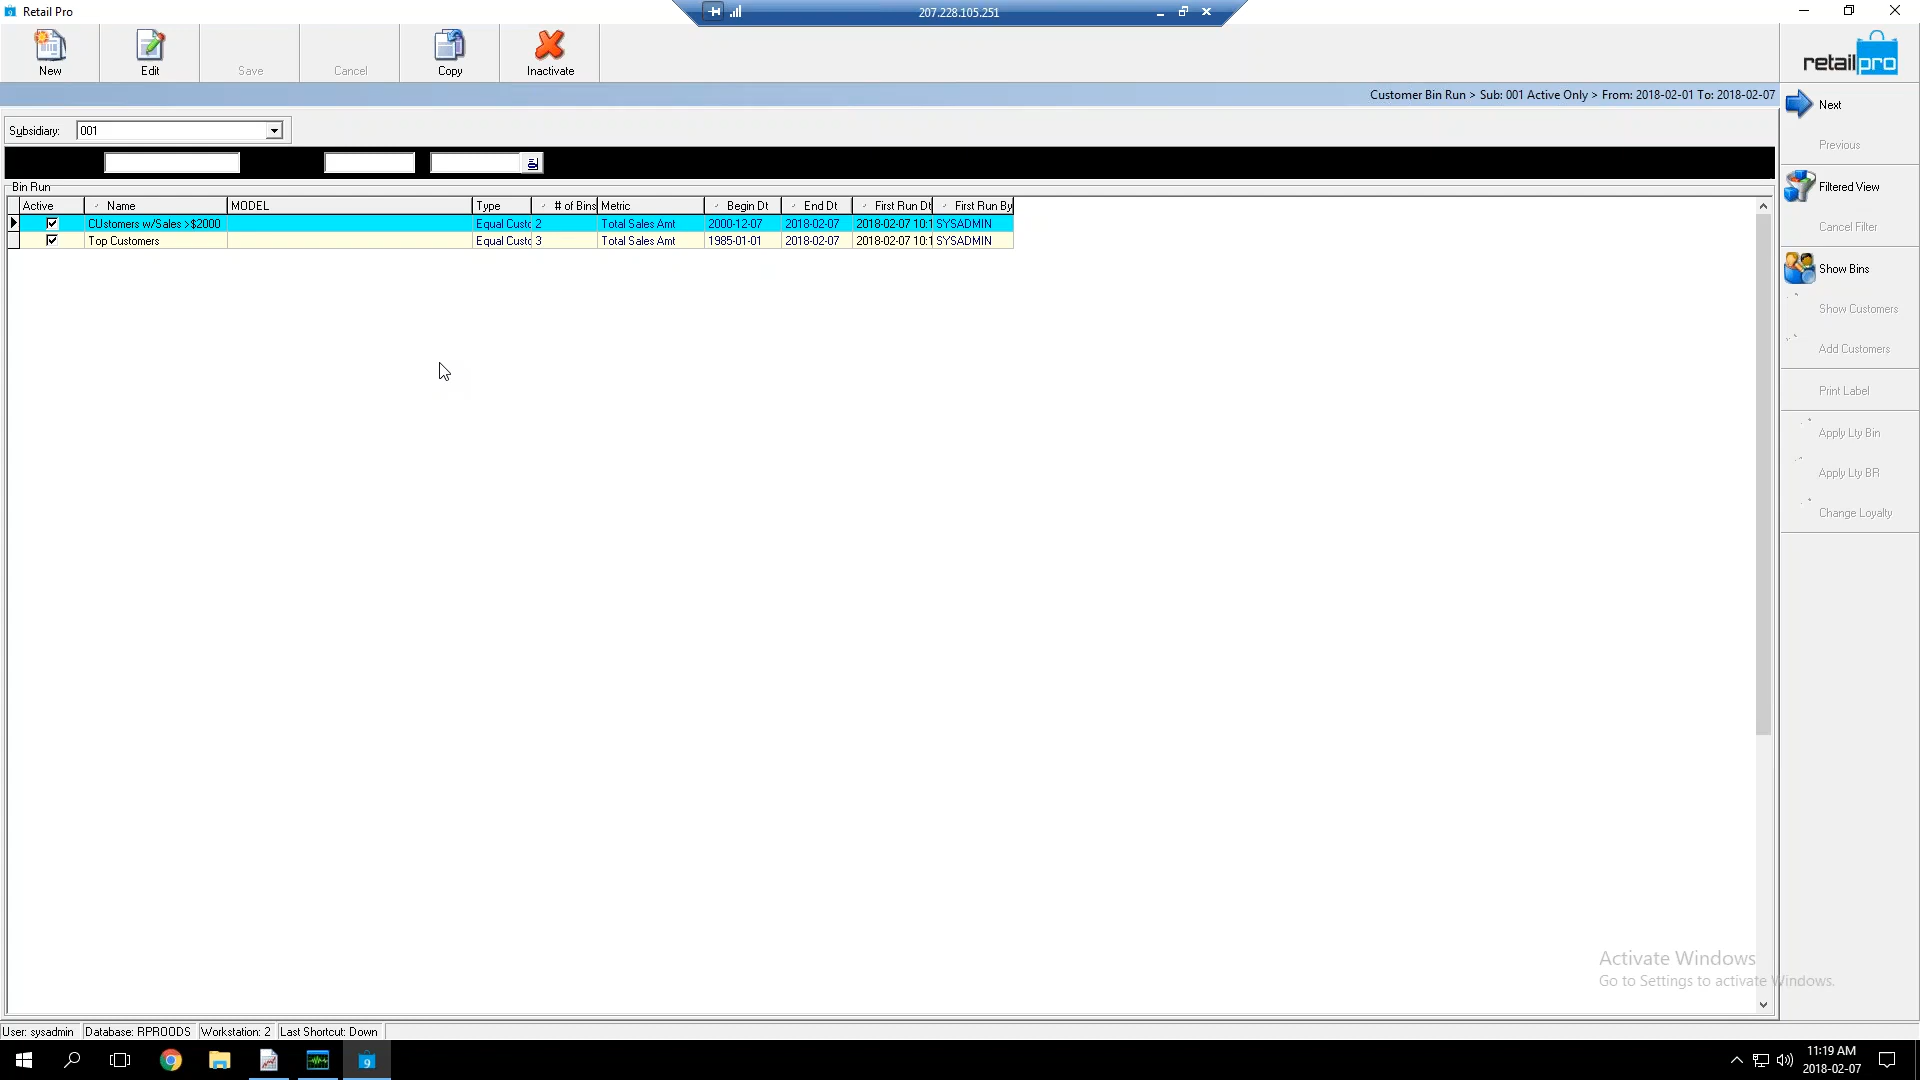 Retail Pro
207.228.105.251
New
Edit
Save
Cancel
Copy
Inactivate
retailpro
Customer Bin Run > Sub: 001 Active Only > From: 2018-02-01 To: 2018-02-07
Subsidiary: 001
Bin Run
Active Name MODEL Type # of Bins Metric Begin Dt End Dt First Run Dt First Run By
CUstomers w/Sales >$2000 Equal Custc 2 Total Sales Amt 2000-12-07 2018-02-07 2018-02-07 10:1 SYSADMIN
Top Customers Equal Custc 3 Total Sales Amt 1985-01-01 2018-02-07 2018-02-07 10:1 SYSADMIN
Next
Previous
Filtered View
Cancel Filter
Show Bins
Show Customers
Add Customers
Print Label
Apply Lty Bin
Apply Lty BR
Change Loyalty
Activate Windows
Go to Settings to activate Windows.
User: sysadmin Database: RPROODS Workstation: 2 Last Shortcut: Down
9
11:19 AM
2018-02-07